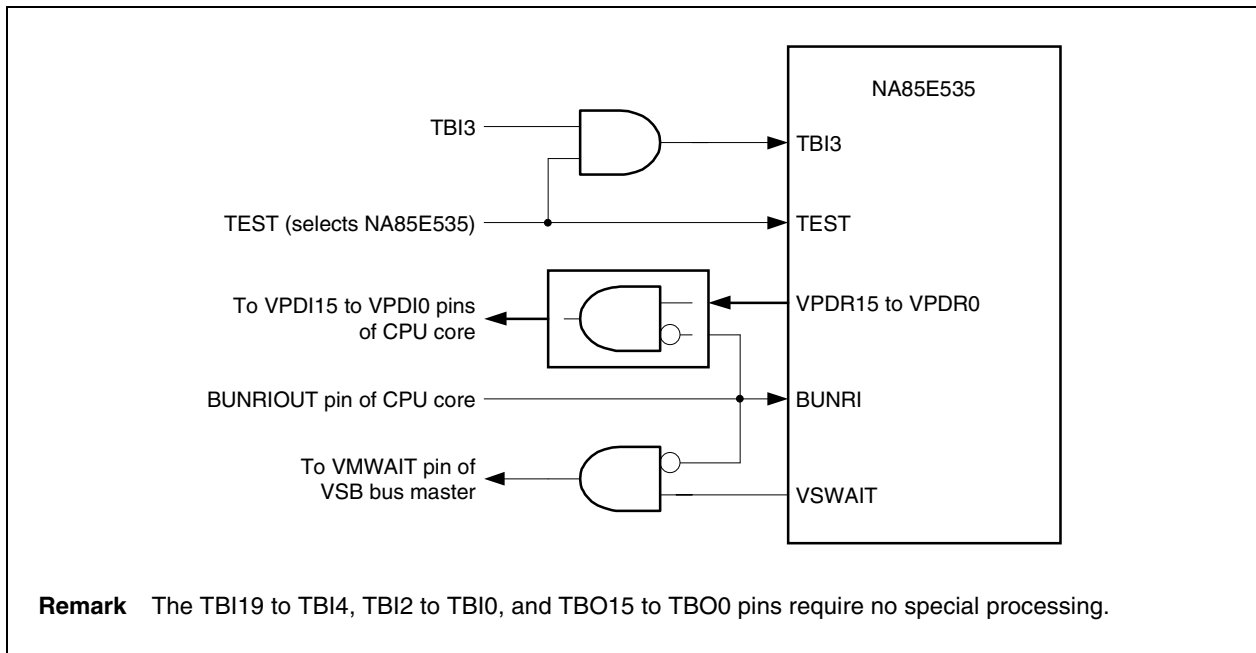 NA85E535
TBI3
TBI3
TEST (selects NA85E535)
TEST
To VPDI15 to VPDI0 pins
of CPU core
VPDR15 to VPDR0
BUNRIOUT pin of CPU core
BUNRI
To VMWAIT pin of
VSB bus master
VSWAIT
Remark The TBI19 to TBI4, TBI2 to TBI0, and TBO15 to TBO0 pins require no special processing.